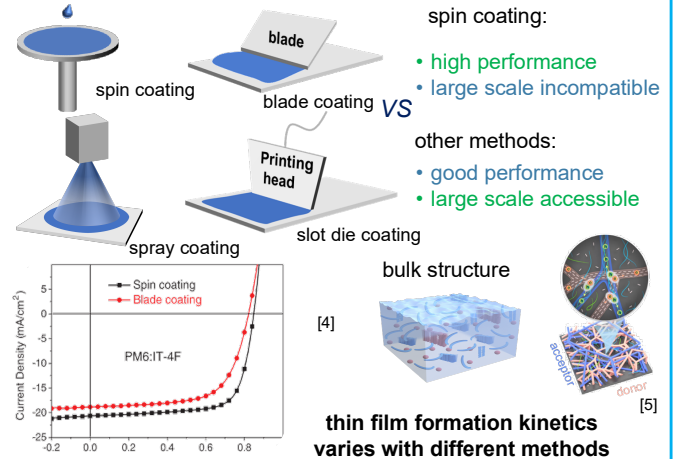 spin coating
blade
blade coating
VS
spin coating:
• high performance
• large scale incompatible
spray coating
Printing
head
slot die coating
other methods:
• good performance
• large scale accessible
Current Density (mA/cm²)
5
0
-5
-10
-15
-20
-25
-0.2
0.0
0.2
0.4
0.6
0.8
Spin coating
Blade coating
PM6:IT-4F
[4]
bulk structure
acceptor
donor
[5]
thin film formation kinetics
varies with different methods